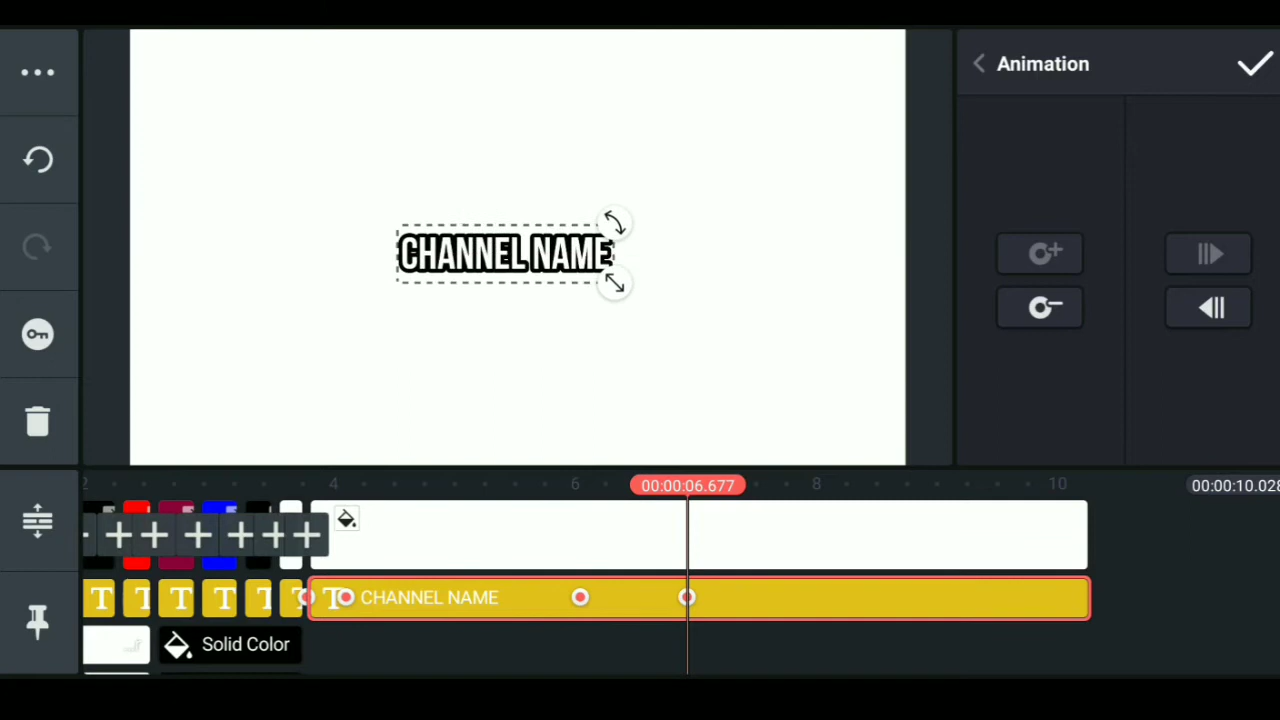 Animation
CHANNEL NAME
2
4
6
8
10
00:00:06.677
00:00:10.028
T T T T T T T CHANNEL NAME
Solid Color